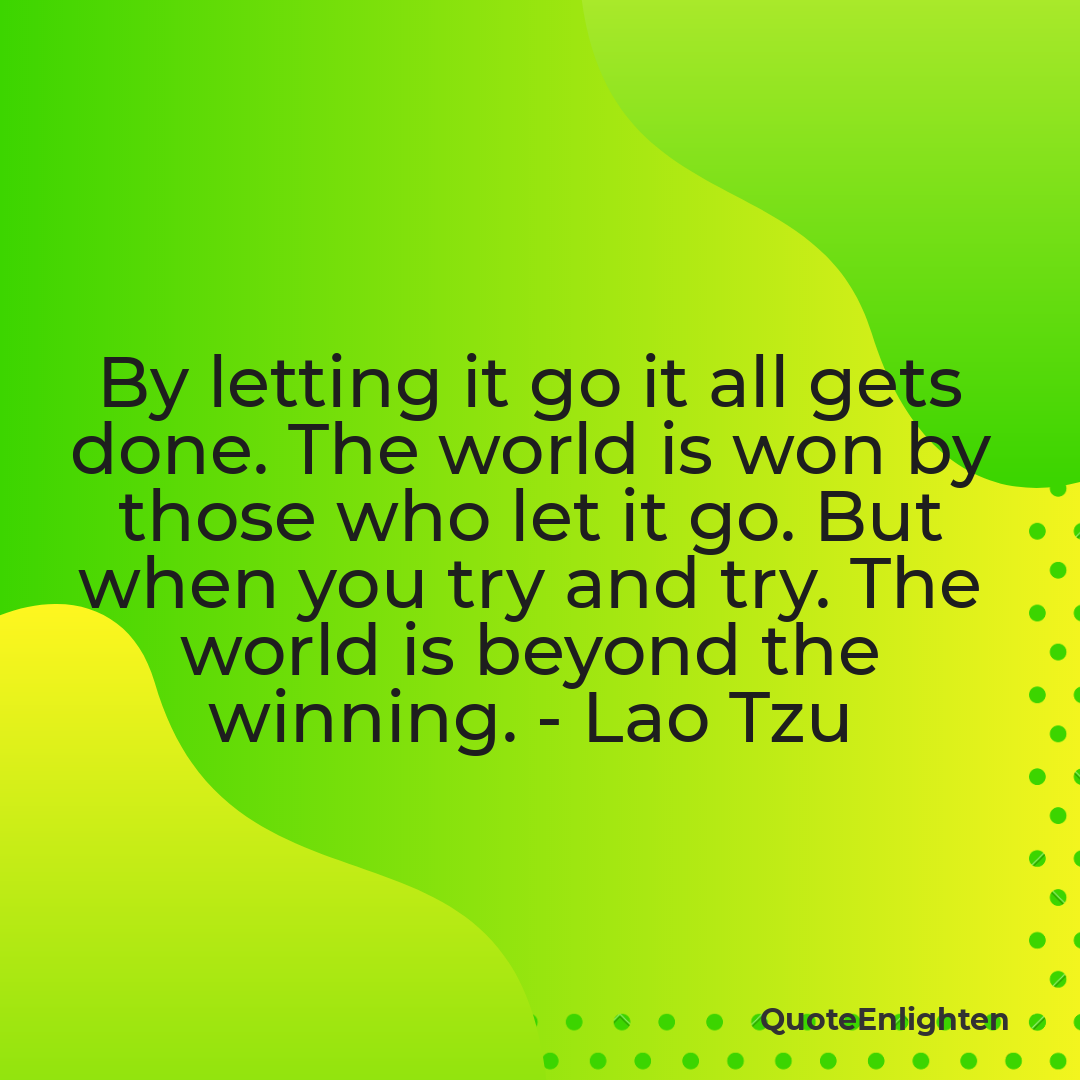 By letting it go it all gets
done. The world is won by
those who let it go. But
when you try and try. The
world is beyond the
winning. - Lao Tzu
QuoteEnlighten